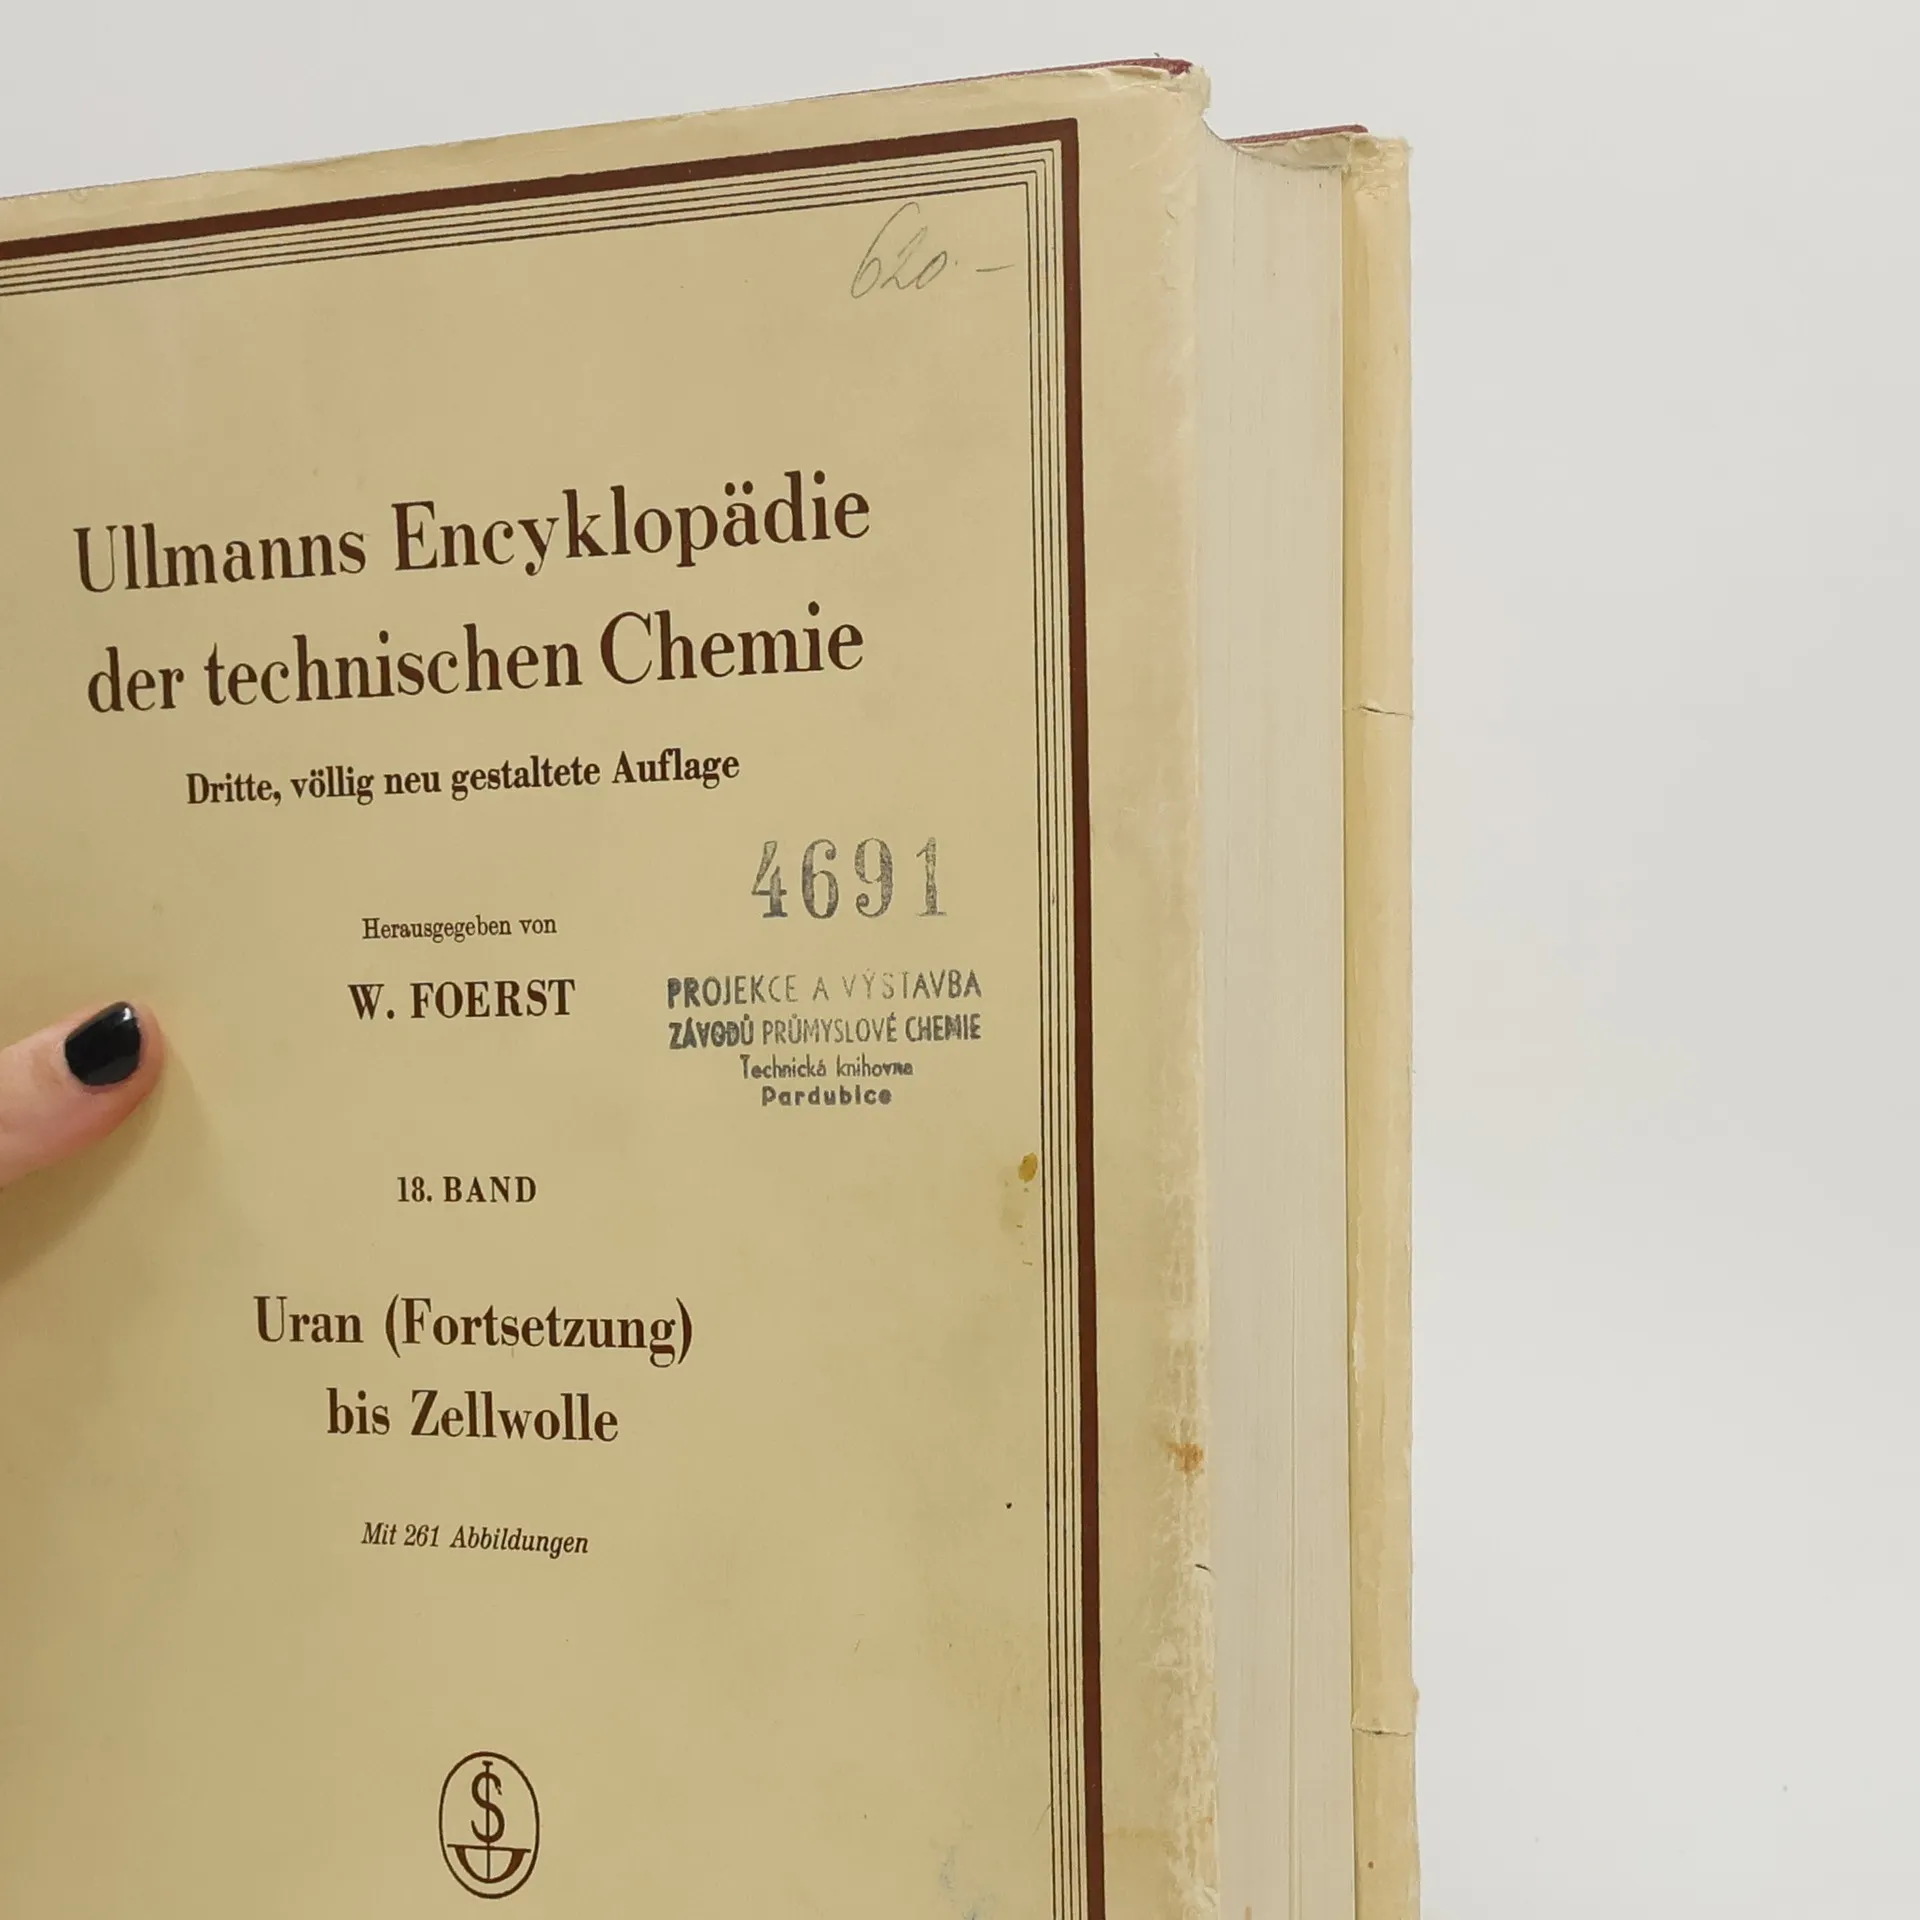 620.-
Ullmanns Encyklopädie
der technischen Chemie
Dritte, völlig neu gestaltete Auflage
4691
Herausgegeben von
W. FOERST
PROJEKCE A VÝSTAVBA
ZÁVODŮ PRŮMYSLOVÉ CHEMIE
Technická knihovna
Pardubice
18. BAND
Uran (Fortsetzung)
bis Zellwolle
Mit 261 Abbildungen